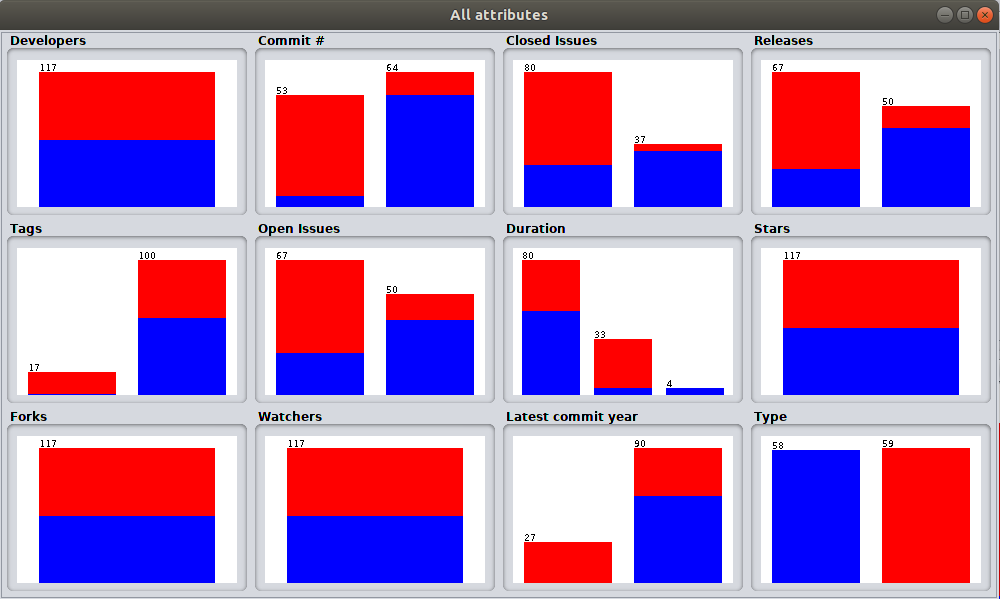 All attributes
Developers
117
Commit #
53
64
Closed Issues
80
37
Releases
67
50
Tags
17
100
Open Issues
67
50
Duration
80
33
4
Stars
117
Forks
117
Watchers
117
Latest commit year
27
90
Type
58
59